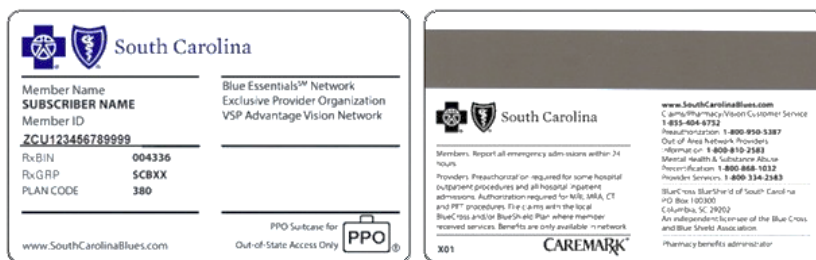 South Carolina
Member Name
SUBSCRIBER NAME
Member ID
ZCU123456789999
RxBIN 004336
RxGRP SCBXX
PLAN CODE 380
www.SouthCarolinaBlues.com
Blue Essentials℠ Network
Exclusive Provider Organization
VSP Advantage Vision Network
PPO Suitcase for
Out-of-State Access Only
PPO®
South Carolina
Members: Report all emergency admissions within 24
hours.
Providers: Preauthorization required for some hospital
outpatient procedures and all hospital inpatient
admissions. Authorization required for MRI, MRA, CT
and PET procedures. File claims with the local
BlueCross and/or BlueShield Plan where member
received services. Benefits are only available in network.
X01
CAREMARK®
www.SouthCarolinaBlues.com
Claims/Pharmacy/Vision Customer Service
1-855-404-6752
Preauthorization 1-800-950-5387
Out of Area Network Providers
Information 1-800-810-2583
Mental Health & Substance Abuse
Precertification 1-800-868-1032
Provider Services 1-800-334-2583
BlueCross BlueShield of South Carolina
PO Box 100300
Columbia, SC 29202
An independent licensee of the Blue Cross
and Blue Shield Association
Pharmacy benefits administrator